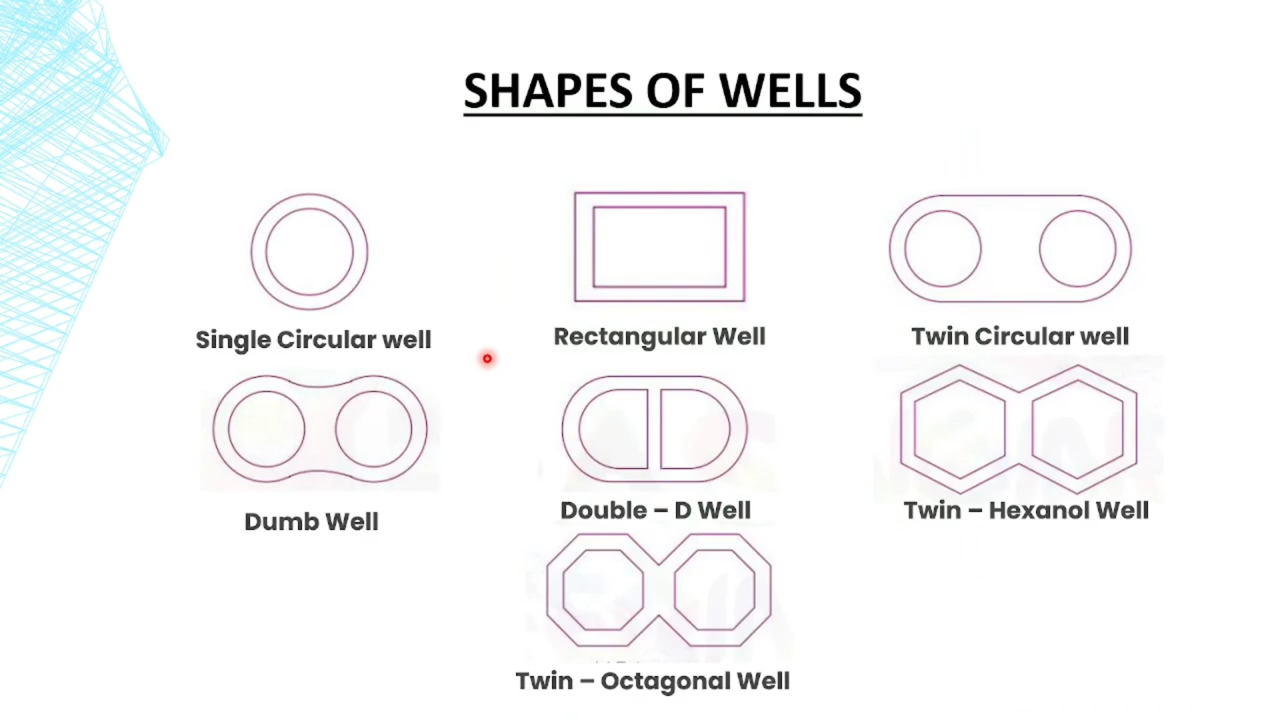 SHAPES OF WELLS
Single Circular well
Rectangular Well
Twin Circular well
Dumb Well
Double – D Well
Twin – Hexanol Well
Twin – Octagonal Well